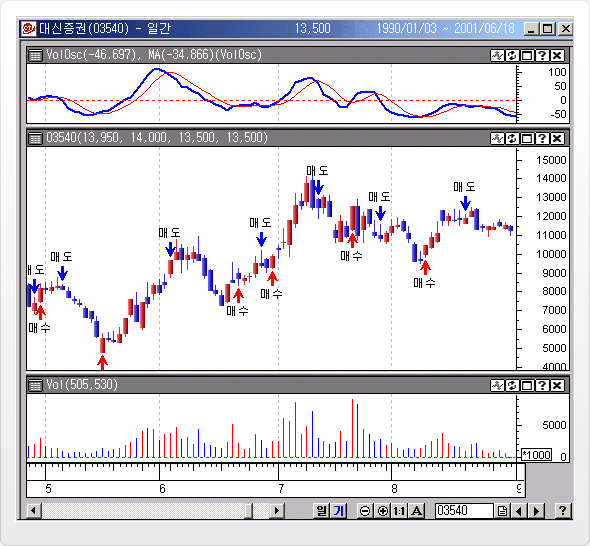 대신증권(03540) - 일간 13,500 1990/01/03 ~ 2001/06/18
VolOsc(-46.697), MA(-34.866)(VolOsc)
100
50
0
-50
03540(13,950, 14,000, 13,500, 13,500)
15000
14000
13000
12000
11000
10000
9000
8000
7000
6000
5000
4000
매도
매도
매도
매도
매도
매도
매도
매수
매수
매수
매수
매수
Vol(505,530)
5000
*1000 0
5 6 7 8 9
일 기 1:1 A 03540 ?